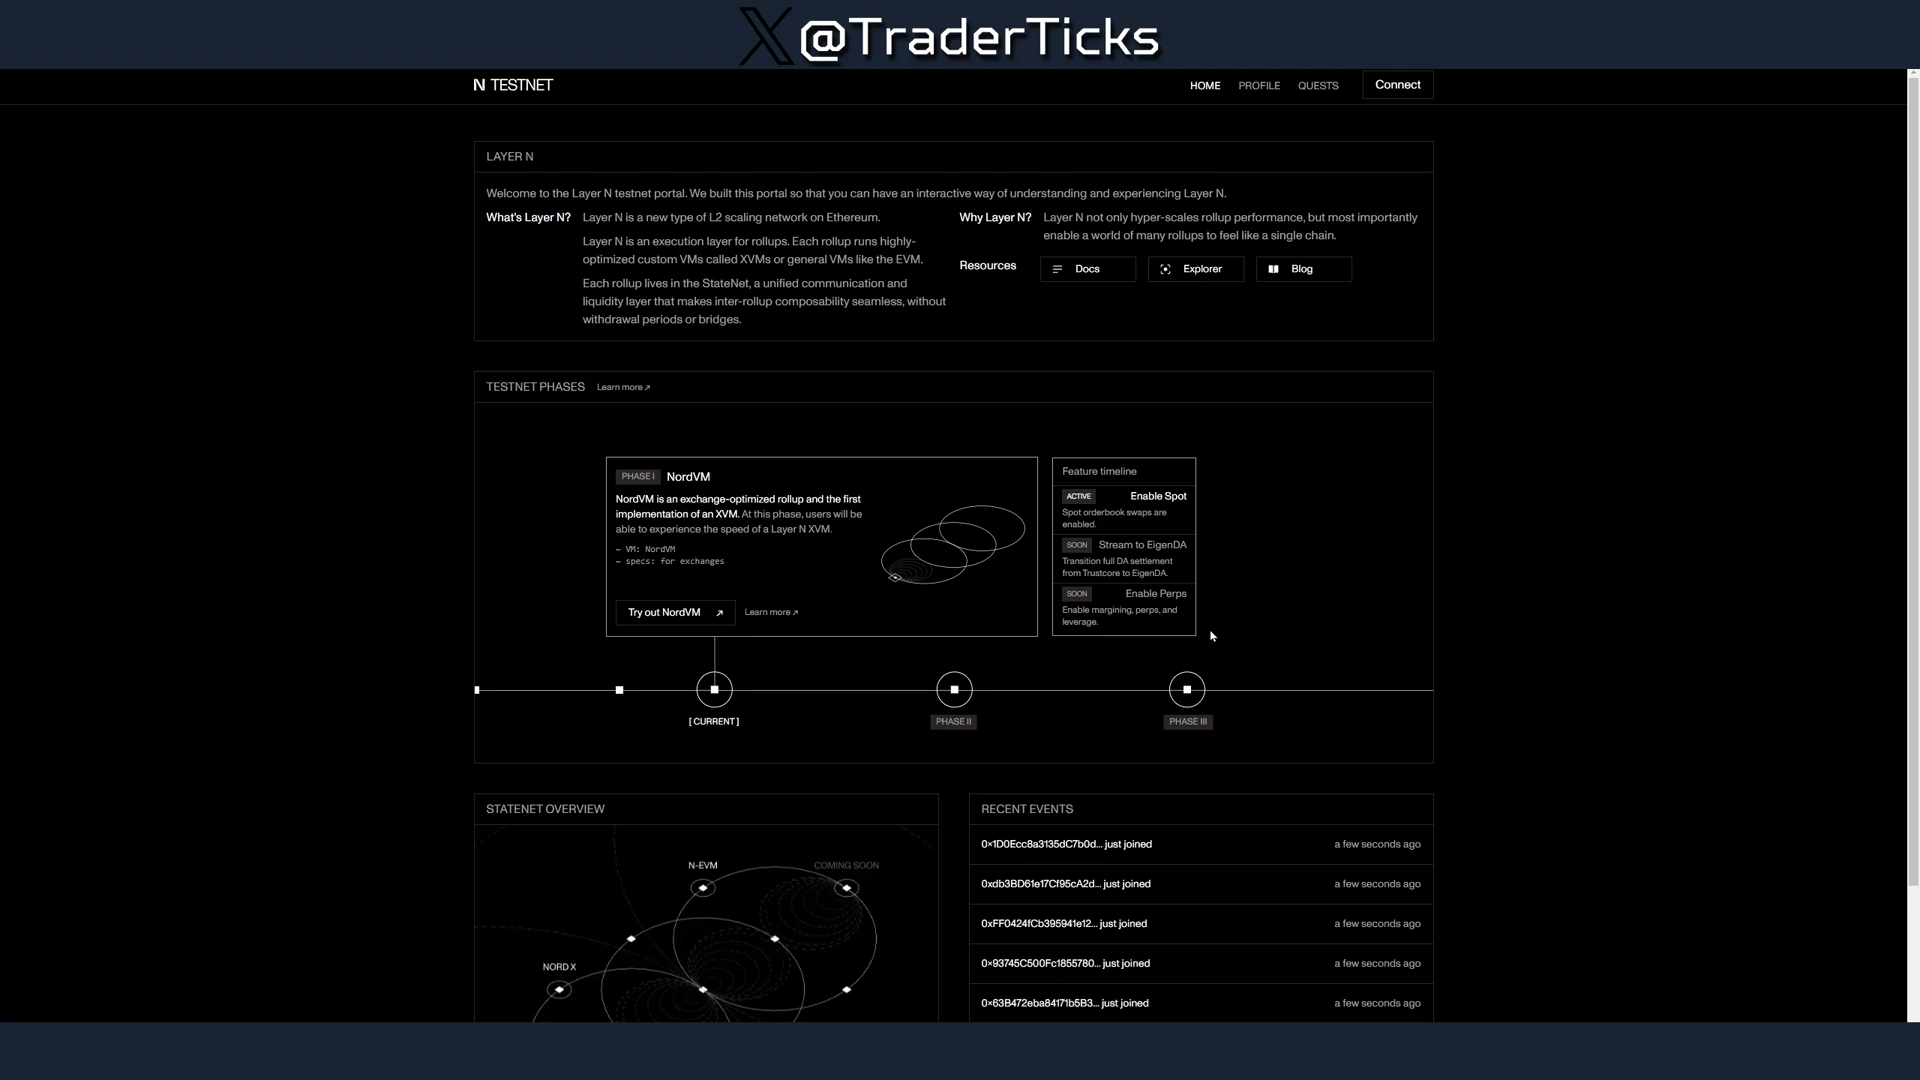 X @TraderTicks
N TESTNET
HOME PROFILE QUESTS Connect
LAYER N
Welcome to the Layer N testnet portal. We built this portal so that you can have an interactive way of understanding and experiencing Layer N.
What's Layer N?
Layer N is a new type of L2 scaling network on Ethereum.
Layer N is an execution layer for rollups. Each rollup runs highly-
optimized custom VMs called XVMs or general VMs like the EVM.
Each rollup lives in the StateNet, a unified communication and
liquidity layer that makes inter-rollup composability seamless, without
withdrawal periods or bridges.
Why Layer N?
Layer N not only hyper-scales rollup performance, but most importantly
enable a world of many rollups to feel like a single chain.
Resources
Docs
Explorer
Blog
TESTNET PHASES Learn more ↗
PHASE I NordVM
NordVM is an exchange-optimized rollup and the first
implementation of an XVM. At this phase, users will be
able to experience the speed of a Layer N XVM.
~ VM: NordVM
~ specs: for exchanges
Try out NordVM ↗ Learn more ↗
Feature timeline
ACTIVE Enable Spot
Spot orderbook swaps are
enabled.
SOON Stream to EigenDA
Transition full DA settlement
from Trustcore to EigenDA.
SOON Enable Perps
Enable margining, perps, and
leverage.
[ CURRENT ]
PHASE II
PHASE III
STATENET OVERVIEW
N-EVM
COMING SOON
NORD X
RECENT EVENTS
0x1D0Ecc8a3135dC7b0d... just joined a few seconds ago
0xdb3BD61e17Cf95cA2d... just joined a few seconds ago
0xFF0424fCb395941e12... just joined a few seconds ago
0x93745C500Fc1855780... just joined a few seconds ago
0x63B472eba84171b5B3... just joined a few seconds ago